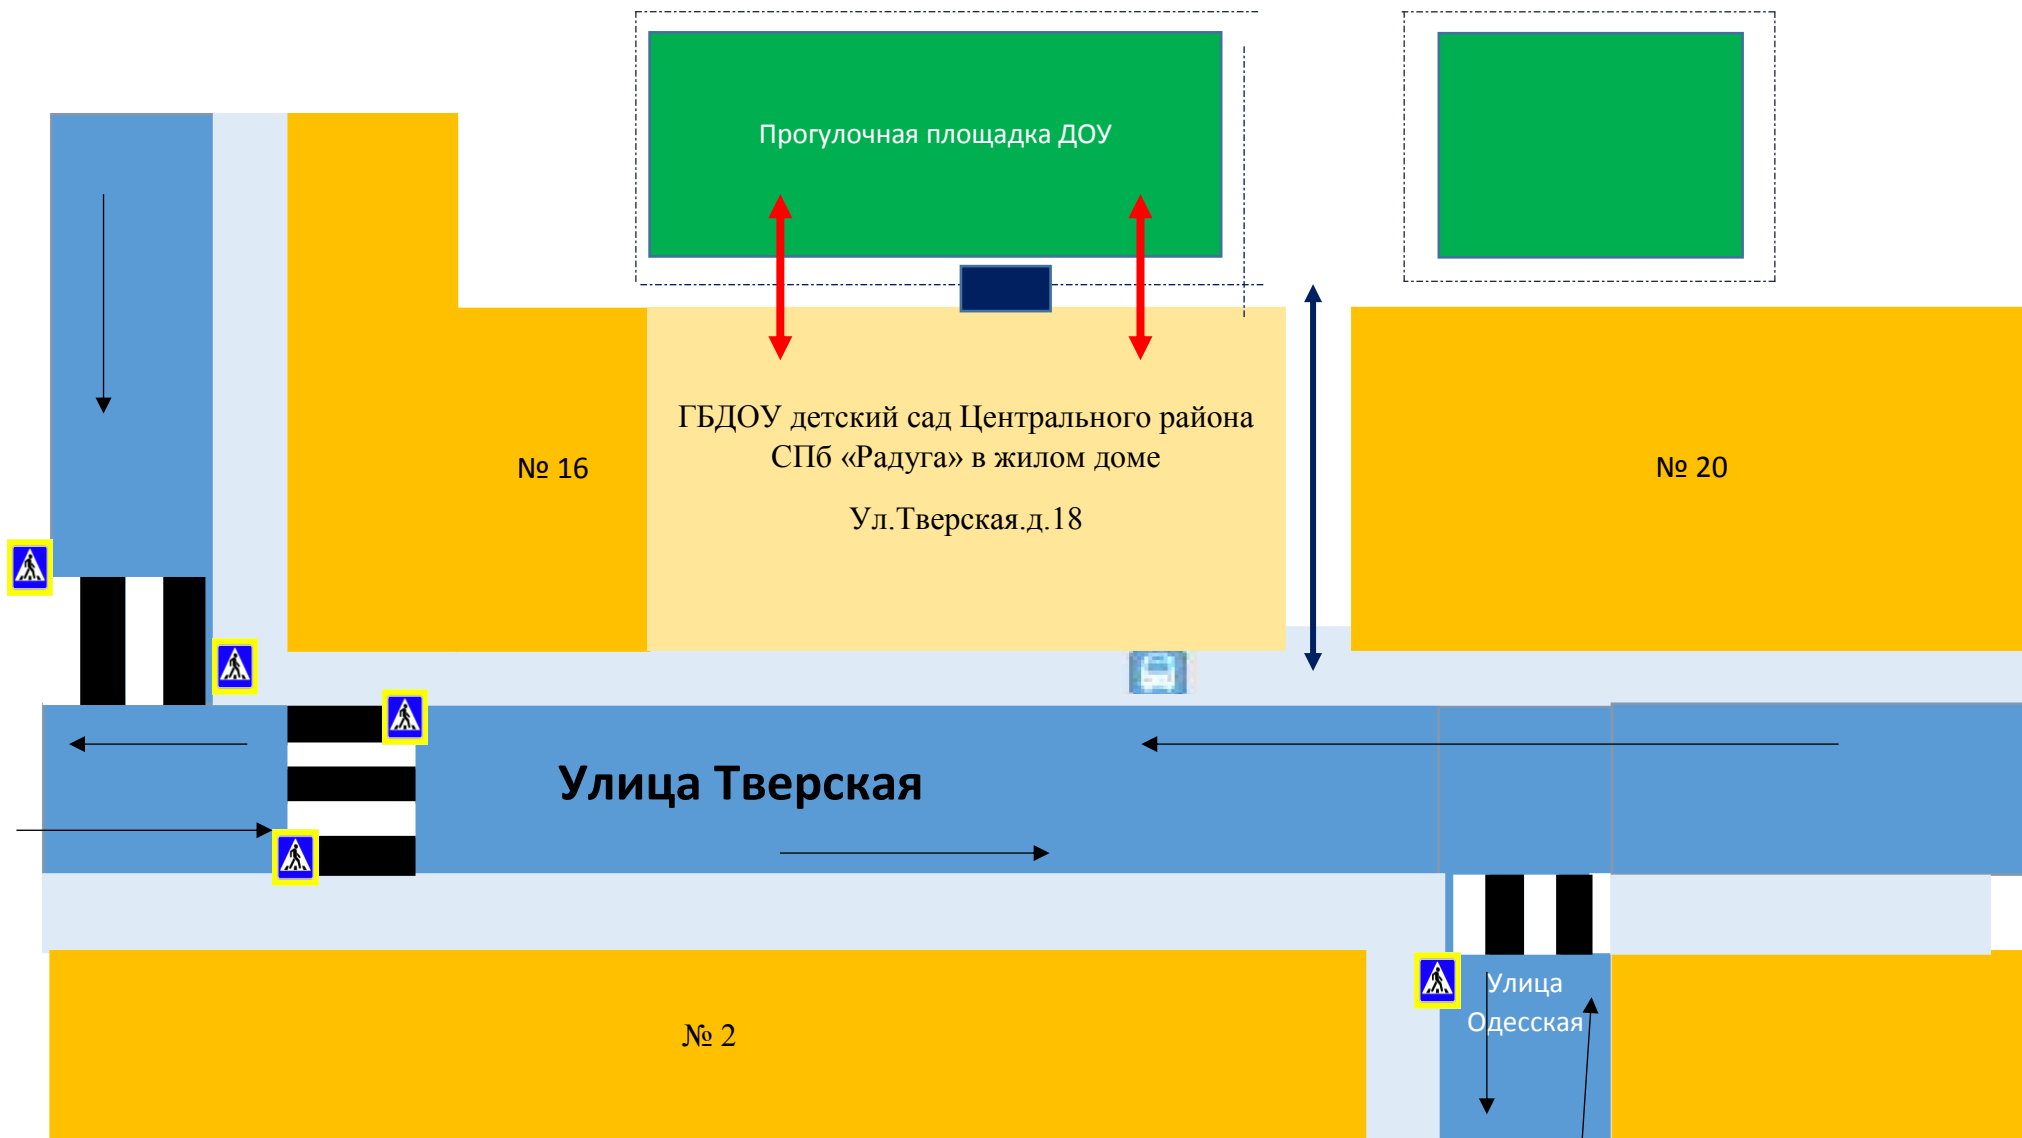 Прогулочная площадка ДОУ
ГБДОУ детский сад Центрального района
СПб «Радуга» в жилом доме
Ул.Тверская.д.18
№ 16
№ 20
Улица Тверская
Улица
Одесская
№ 2